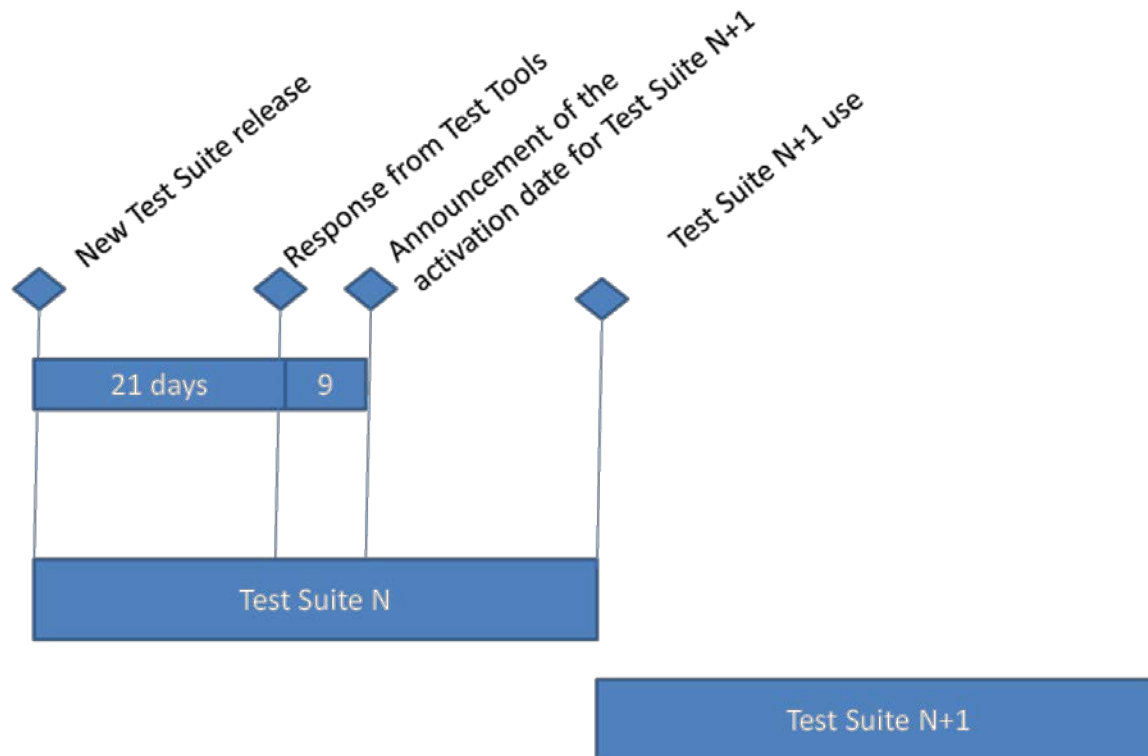 New Test Suite release
Response from Test Tools
Announcement of the
activation date for Test Suite N+1
Test Suite N+1 use
21 days
9
Test Suite N
Test Suite N+1